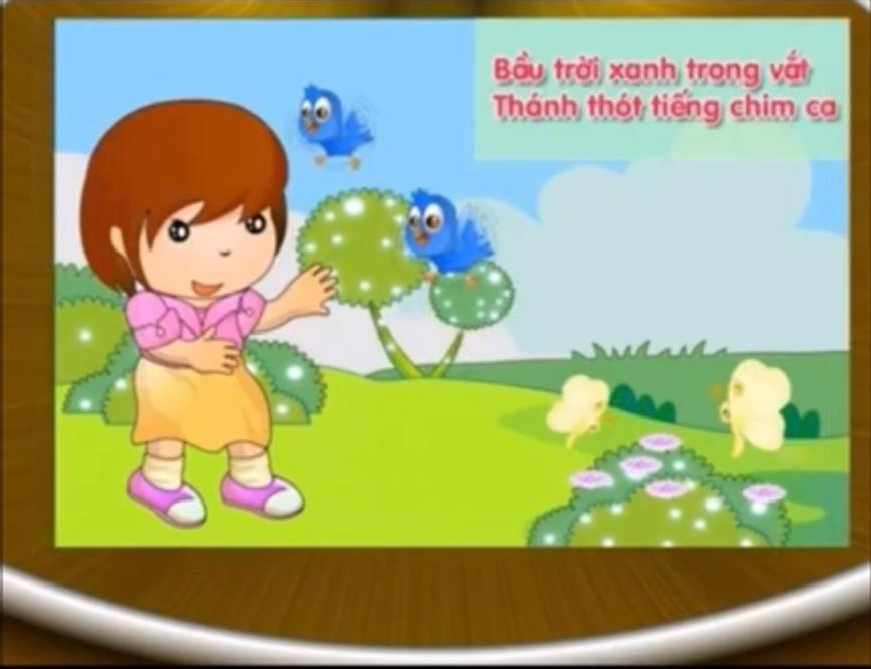 Bầu trời xanh trong vắt
Thánh thót tiếng chim ca